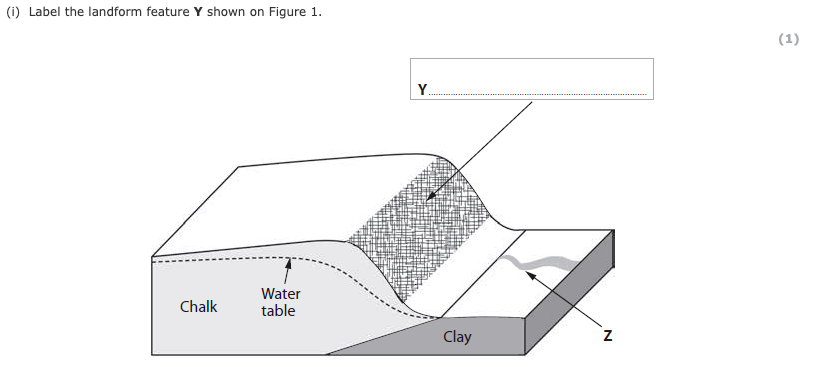 (i) Label the landform feature Y shown on Figure 1.
(1)
Y
Water
table
Chalk
Clay
Z